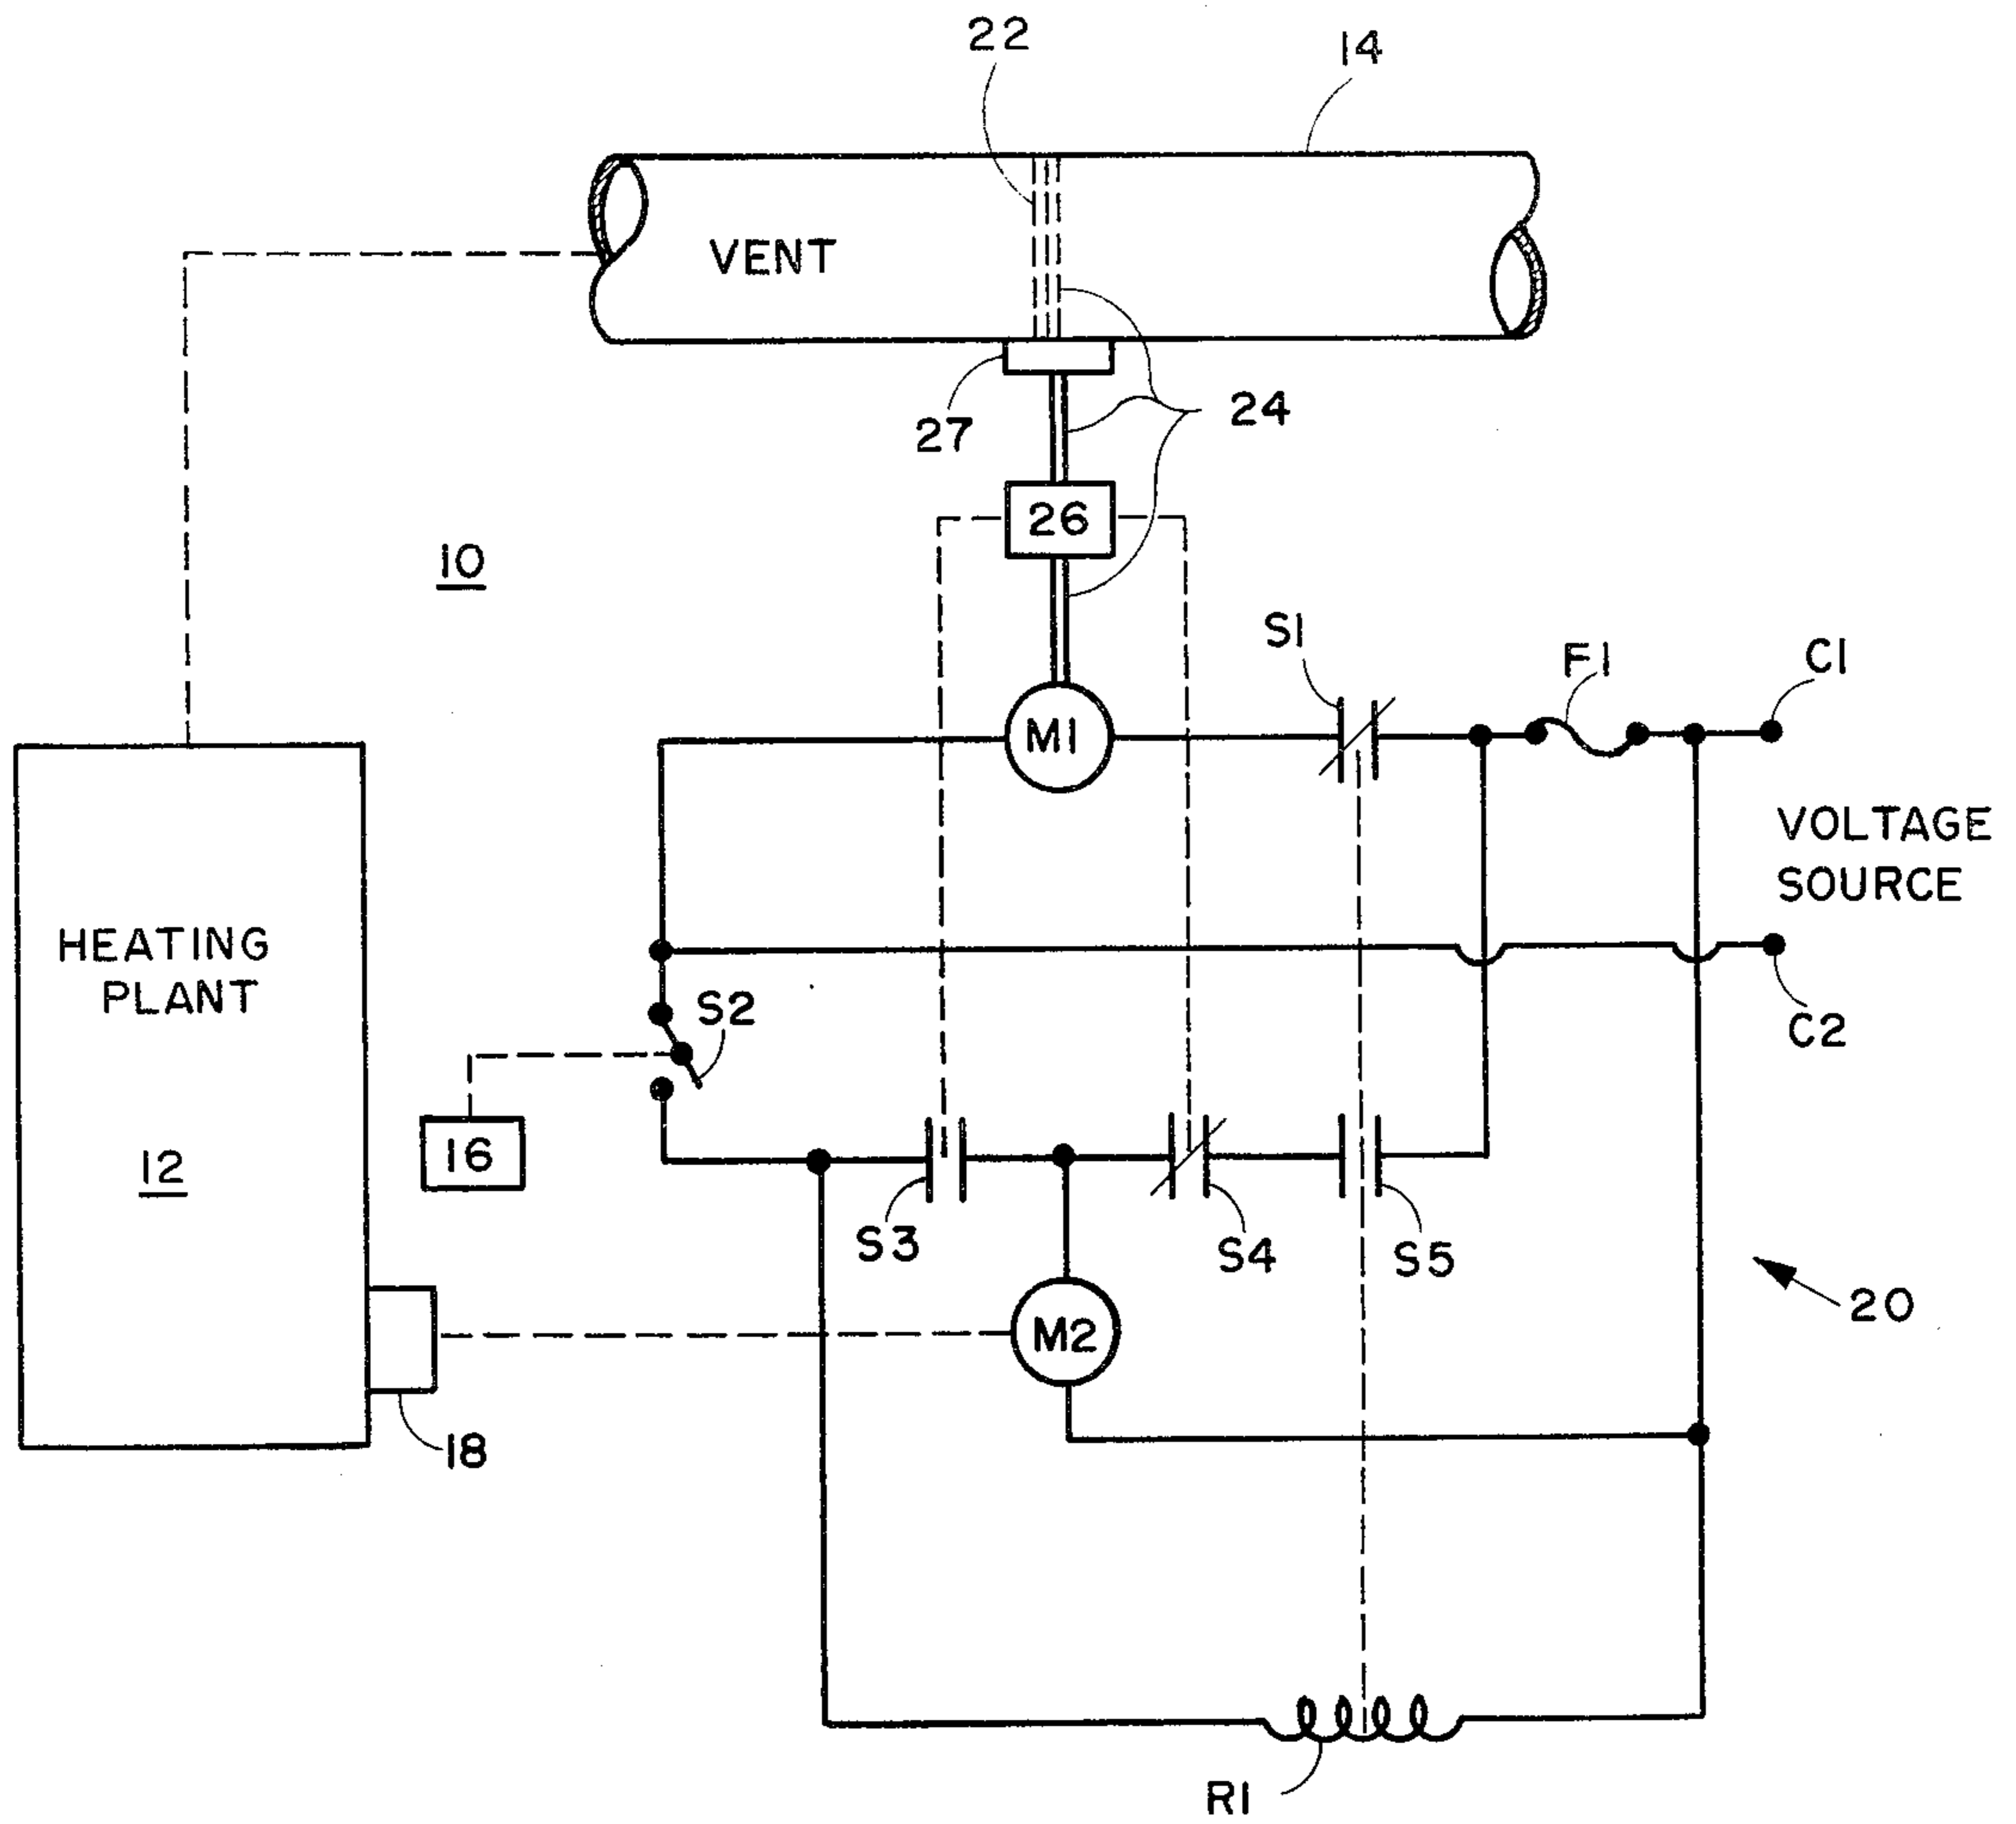 22
14
VENT
27
24
26
10
S1
F1
C1
M1
VOLTAGE
SOURCE
HEATING
PLANT
S2
C2
16
12
S3
S4
S5
20
M2
18
R1